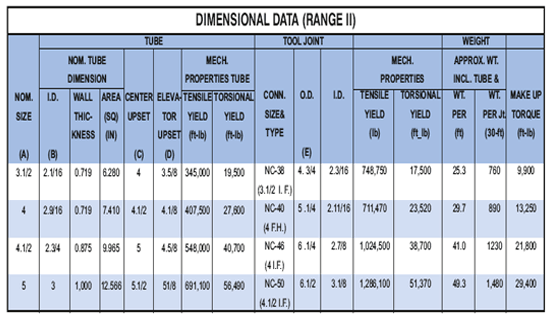 DIMENSIONAL DATA (RANGE II)
TUBE TOOL JOINT WEIGHT
NOM. TUBE DIMENSION MECH. PROPERTIES TUBE MECH. PROPERTIES APPROX. WT. INCL. TUBE &
NOM. SIZE I.D. WALL THIC-KNESS AREA (SQ) (IN) CENTER UPSET ELEVA-TOR UPSET TENSILE YIELD (ft-lb) TORSIONAL YIELD (ft-lb) CONN. SIZE& TYPE O.D. I.D. TENSILE YIELD (lb) TORSIONAL YIELD (ft_lb) WT. PER (ft) WT. PER Jt. (30-ft) MAKE UP TORQUE (ft-lb)
(A) (B) (C) (D) (E)
3.1/2 2.1/16 0.719 6.280 4 3.5/8 345,000 19,500 NC-38 4. 3/4 2.3/16 748,750 17,500 25.3 760 9,900
(3.1/2 I. F.)
4 2.9/16 0.719 7.410 4.1/2 4.1/8 407,500 27,600 NC-40 5 .1/4 2.11/16 711,470 23,520 29.7 890 13,250
(4 F.H.)
4.1/2 2.3/4 0.875 9.965 5 4.5/8 548,000 40,700 NC-46 6 .1/4 2.7/8 1,024,500 38,700 41.0 1230 21,800
(4 I.F.)
5 3 1,000 12.566 5.1/2 51/8 691,100 56,490 NC-50 6.1/2 3.1/8 1,286,100 51,370 49.3 1,480 29,400
(4.1/2 I.F.)